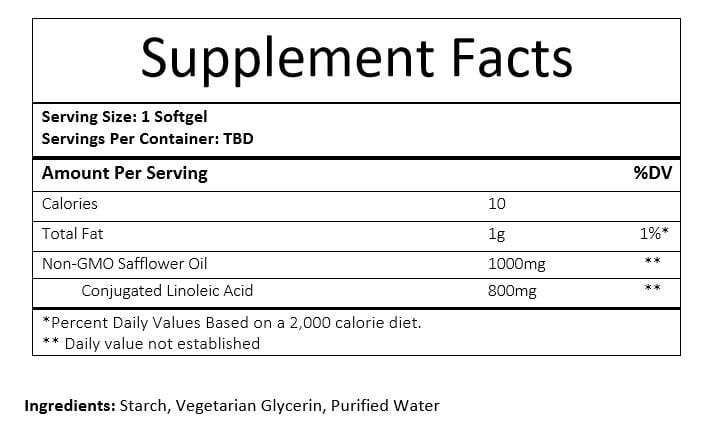 Supplement Facts
Serving Size: 1 Softgel
Servings Per Container: TBD
Amount Per Serving %DV
Calories 10
Total Fat 1g 1%*
Non-GMO Safflower Oil 1000mg **
Conjugated Linoleic Acid 800mg **
*Percent Daily Values Based on a 2,000 calorie diet.
** Daily value not established
Ingredients: Starch, Vegetarian Glycerin, Purified Water